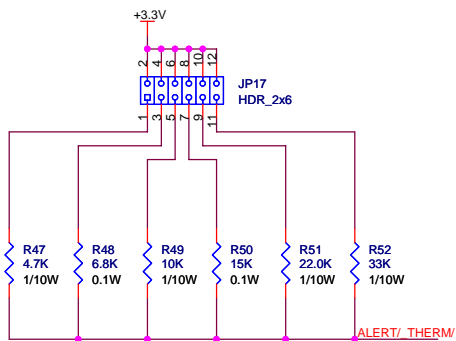 +3.3V
2 4 6 8 10 12
JP17
HDR_2x6
1 3 5 7 9 11
R47
4.7K
1/10W
R48
6.8K
0.1W
R49
10K
1/10W
R50
15K
0.1W
R51
22.0K
1/10W
R52
33K
1/10W
ALERT/_THERM/